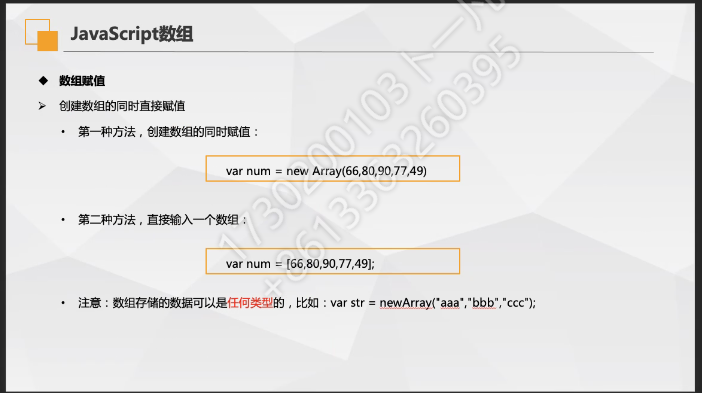 JavaScript数组
数组赋值
创建数组的同时直接赋值
第一种方法，创建数组的同时赋值：
var num = new Array(66,80,90,77,49)
第二种方法，直接输入一个数组：
var num = [66,80,90,77,49];
注意：数组存储的数据可以是任何类型的，比如：var str = newArray("aaa","bbb","ccc");
1730200103卜一凡
+8613363260395